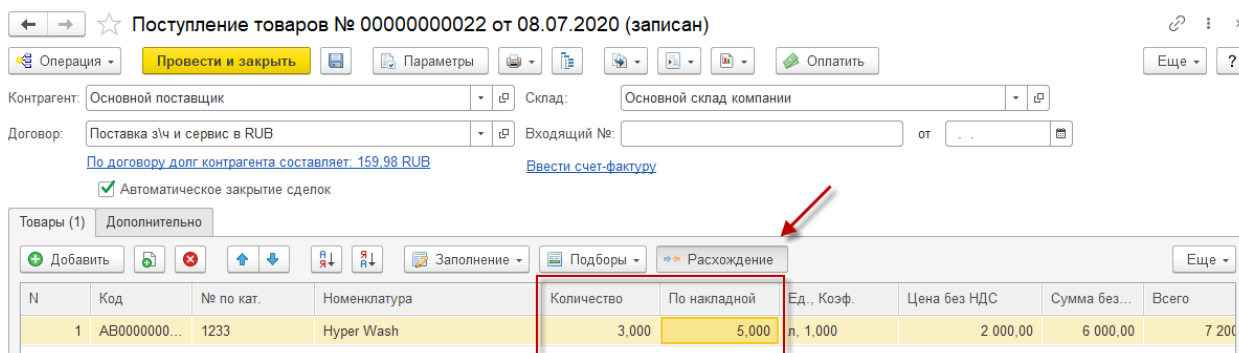 Поступление товаров № 00000000022 от 08.07.2020 (записан)
Операция Провести и закрыть Параметры Оплатить Еще ?
Контрагент: Основной поставщик Склад: Основной склад компании
Договор: Поставка з\ч и сервис в RUB Входящий №: от . .
По договору долг контрагента составляет: 159,98 RUB Ввести счет-фактуру
Автоматическое закрытие сделок
Товары (1) Дополнительно
Добавить Заполнение Подборы Расхождение Еще
N Код № по кат. Номенклатура Количество По накладной Ед., Коэф. Цена без НДС Сумма без... Всего
1 AB0000000... 1233 Hyper Wash 3,000 5,000 л, 1,000 2 000,00 6 000,00 7 200